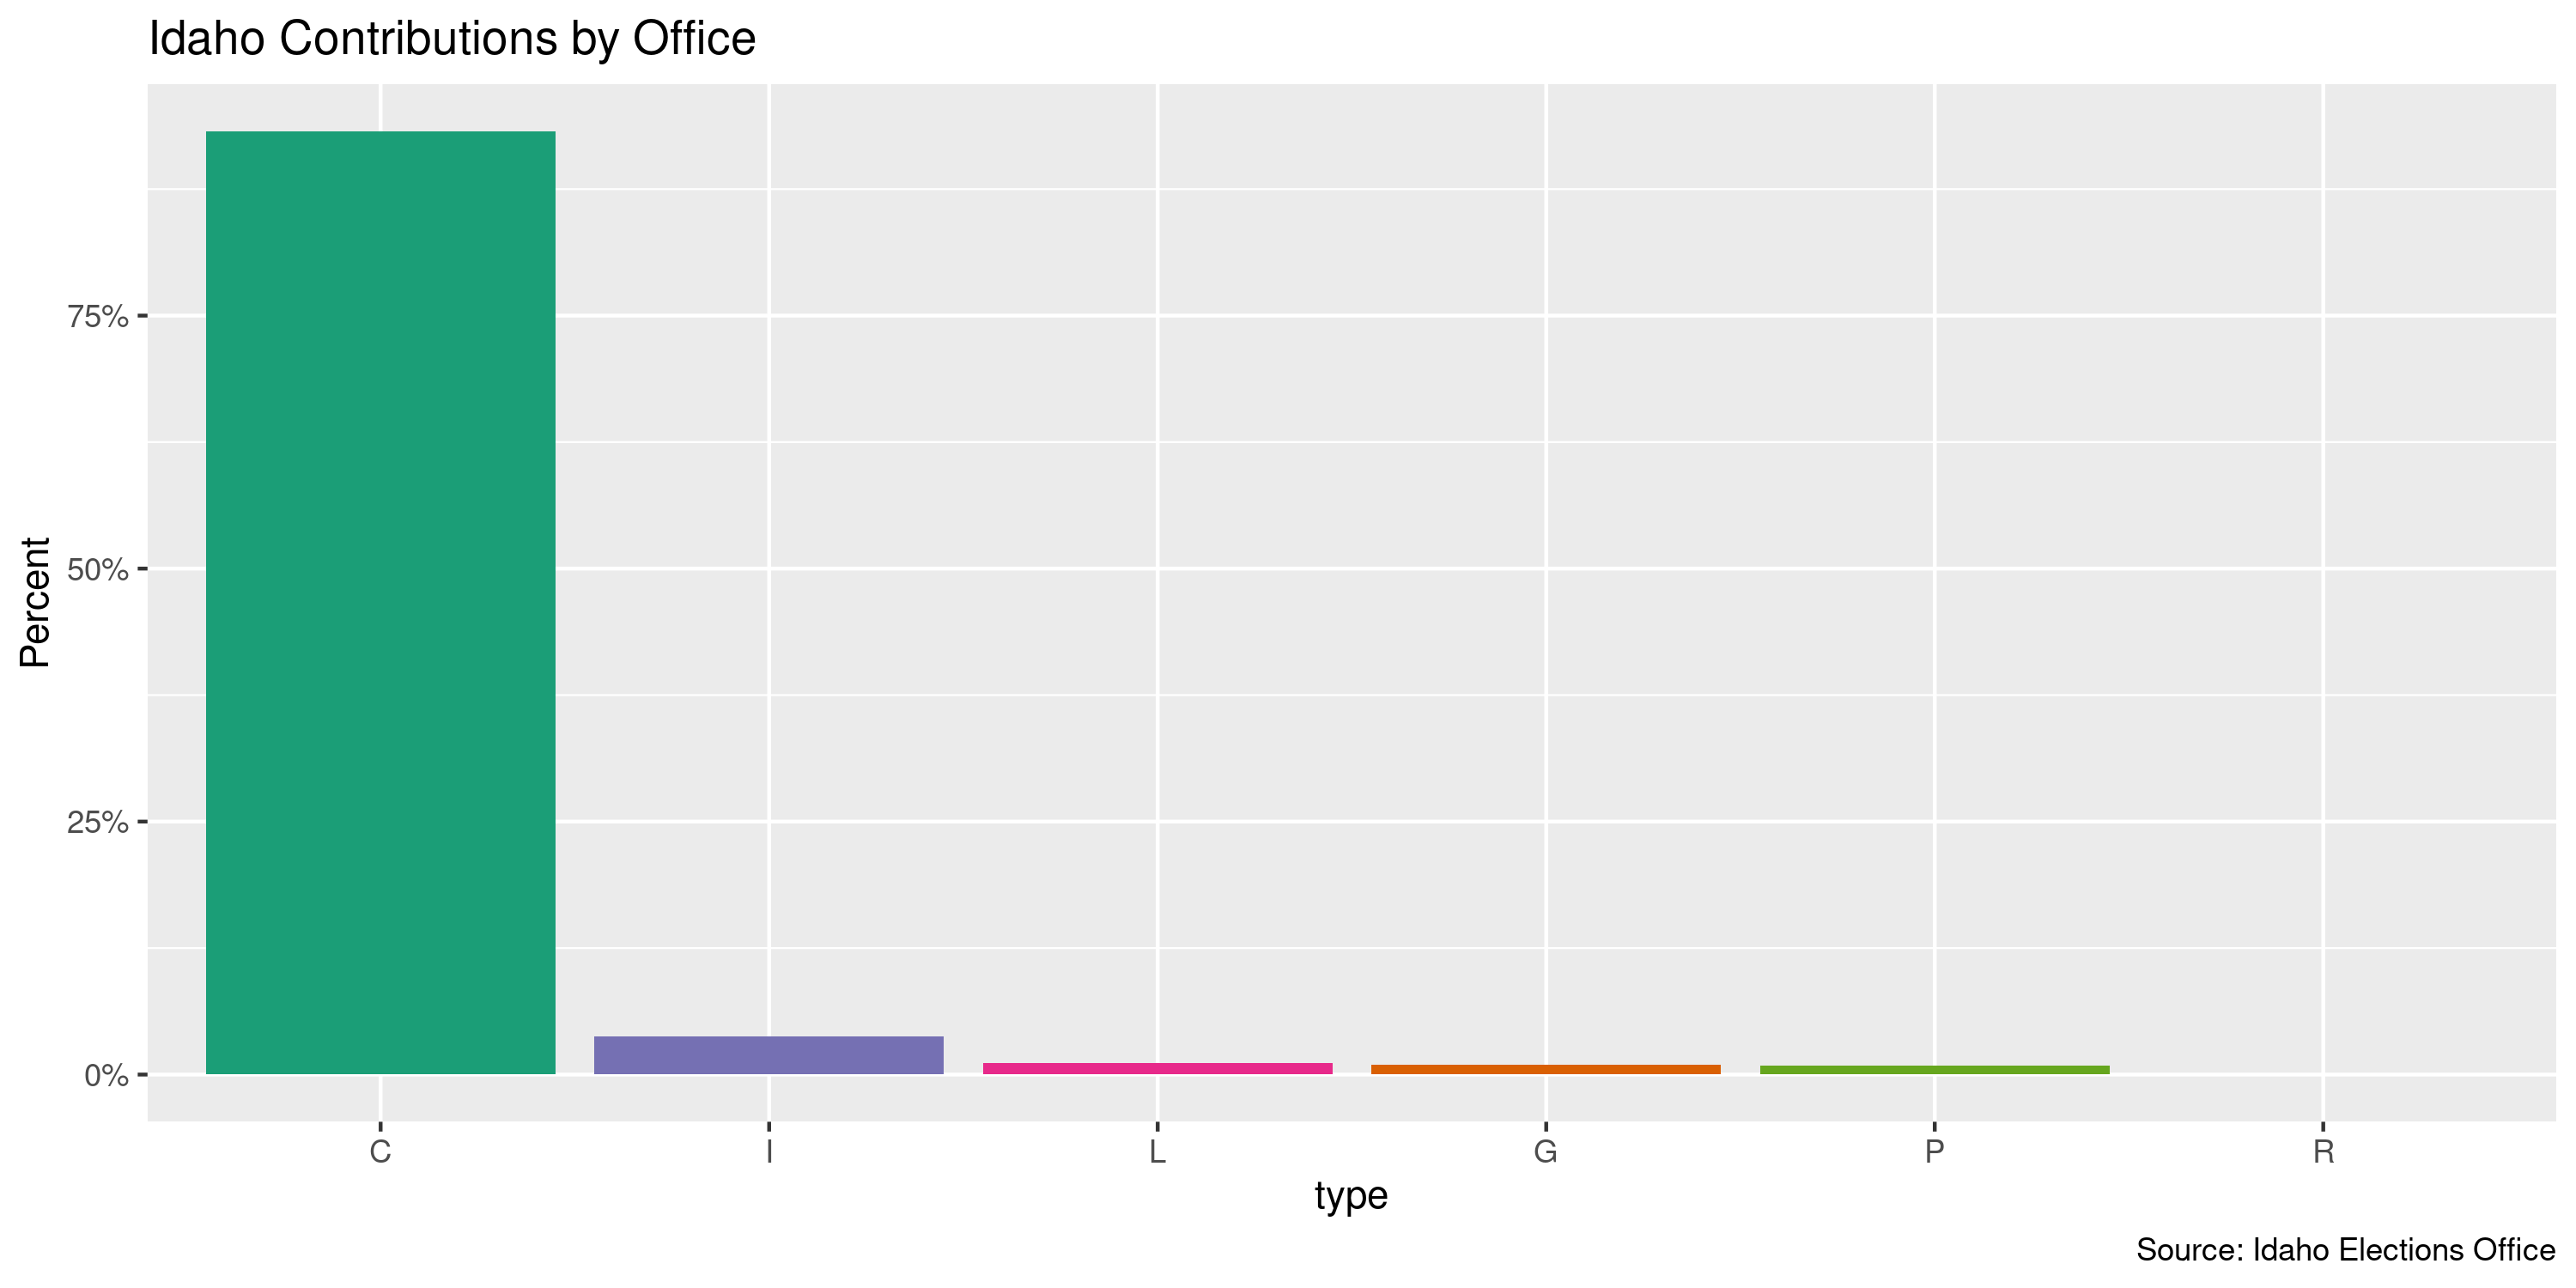 Idaho Contributions by Office
Percent
75%
50%
25%
0%
C I L G P R
type
Source: Idaho Elections Office